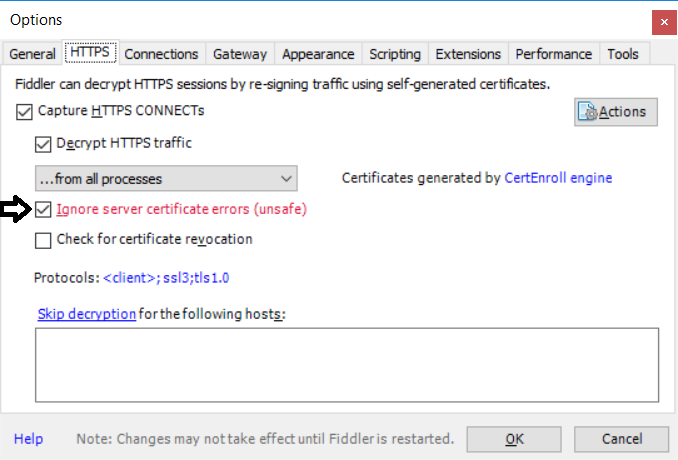 Options
General HTTPS Connections Gateway Appearance Scripting Extensions Performance Tools
Fiddler can decrypt HTTPS sessions by re-signing traffic using self-generated certificates.
Capture HTTPS CONNECTs
Actions
Decrypt HTTPS traffic
...from all processes
Certificates generated by CertEnroll engine
Ignore server certificate errors (unsafe)
Check for certificate revocation
Protocols: <client>; ssl3;tls1.0
Skip decryption for the following hosts:
Help Note: Changes may not take effect until Fiddler is restarted. OK Cancel